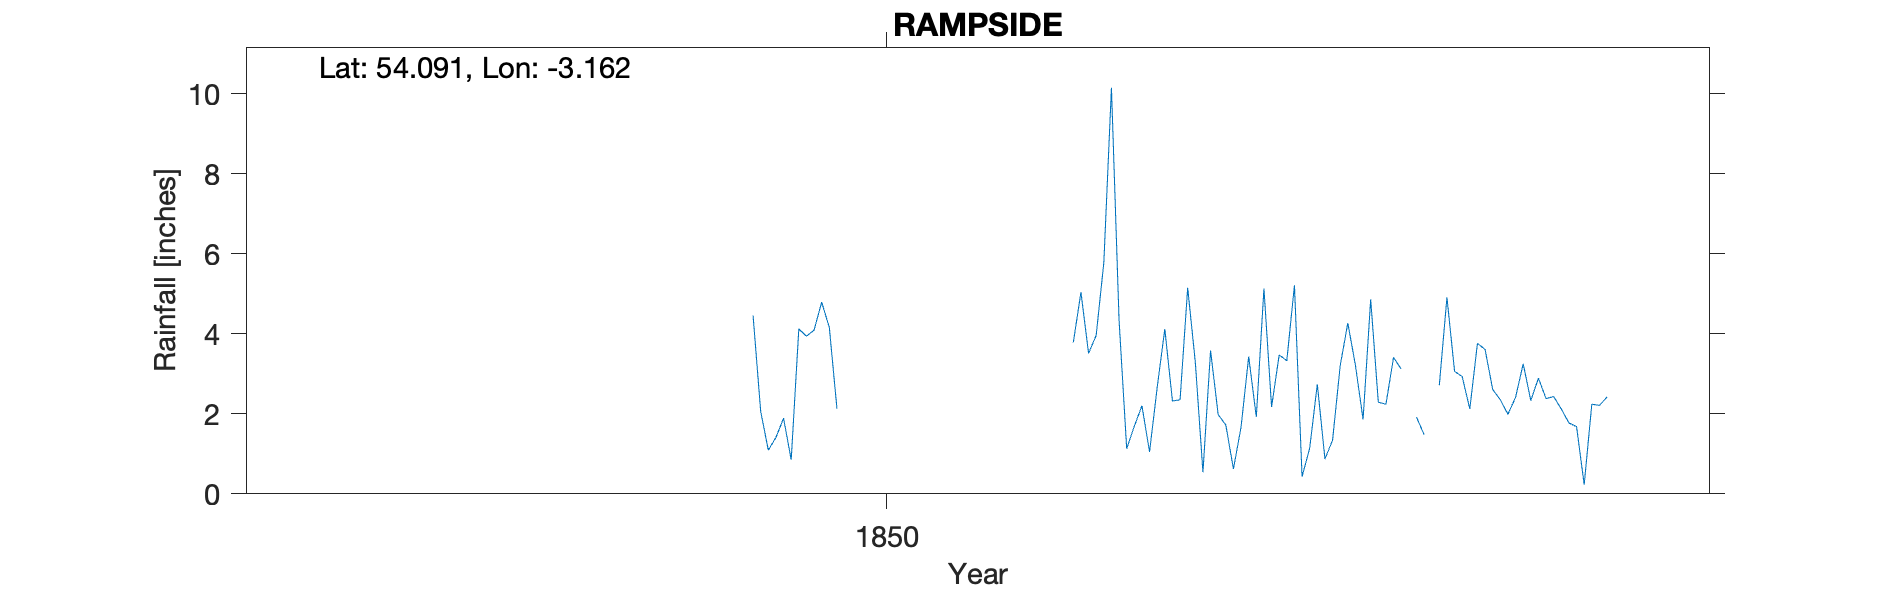 RAMPSIDE
Lat: 54.091, Lon: -3.162
10
8
6
4
2
0
Rainfall [inches]
1850
Year